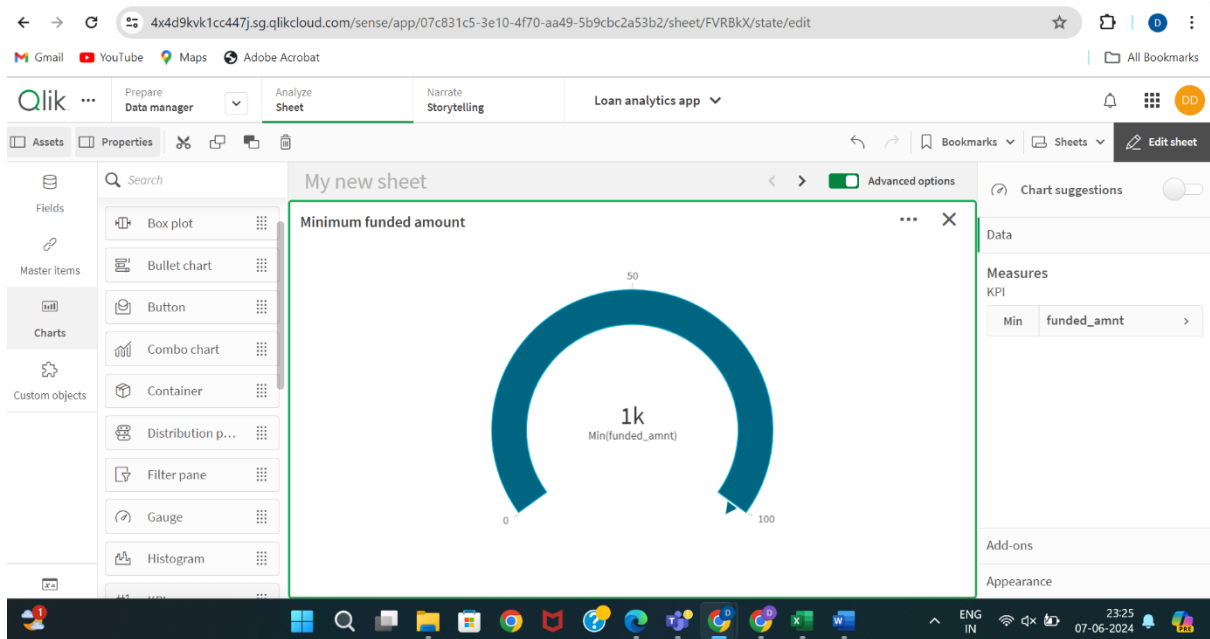 4x4d9kvk1cc447j.sg.qlikcloud.com/sense/app/07c831c5-3e10-4f70-aa49-5b9cbc2a53b2/sheet/FVRBkX/state/edit
D
Gmail YouTube Maps Adobe Acrobat All Bookmarks
Qlik
Prepare
Data manager
Analyze
Sheet
Narrate
Storytelling
Loan analytics app
DD
Assets Properties Bookmarks Sheets Edit sheet
Fields
Master items
Charts
Custom objects
Search
Box plot
Bullet chart
Button
Combo chart
Container
Distribution p...
Filter pane
Gauge
Histogram
My new sheet
Advanced options
Minimum funded amount
50
1k
Min(funded_amnt)
0
100
Chart suggestions
Data
Measures
KPI
Min funded_amnt
Add-ons
Appearance
1
ENG
IN
23:25
07-06-2024
PRE